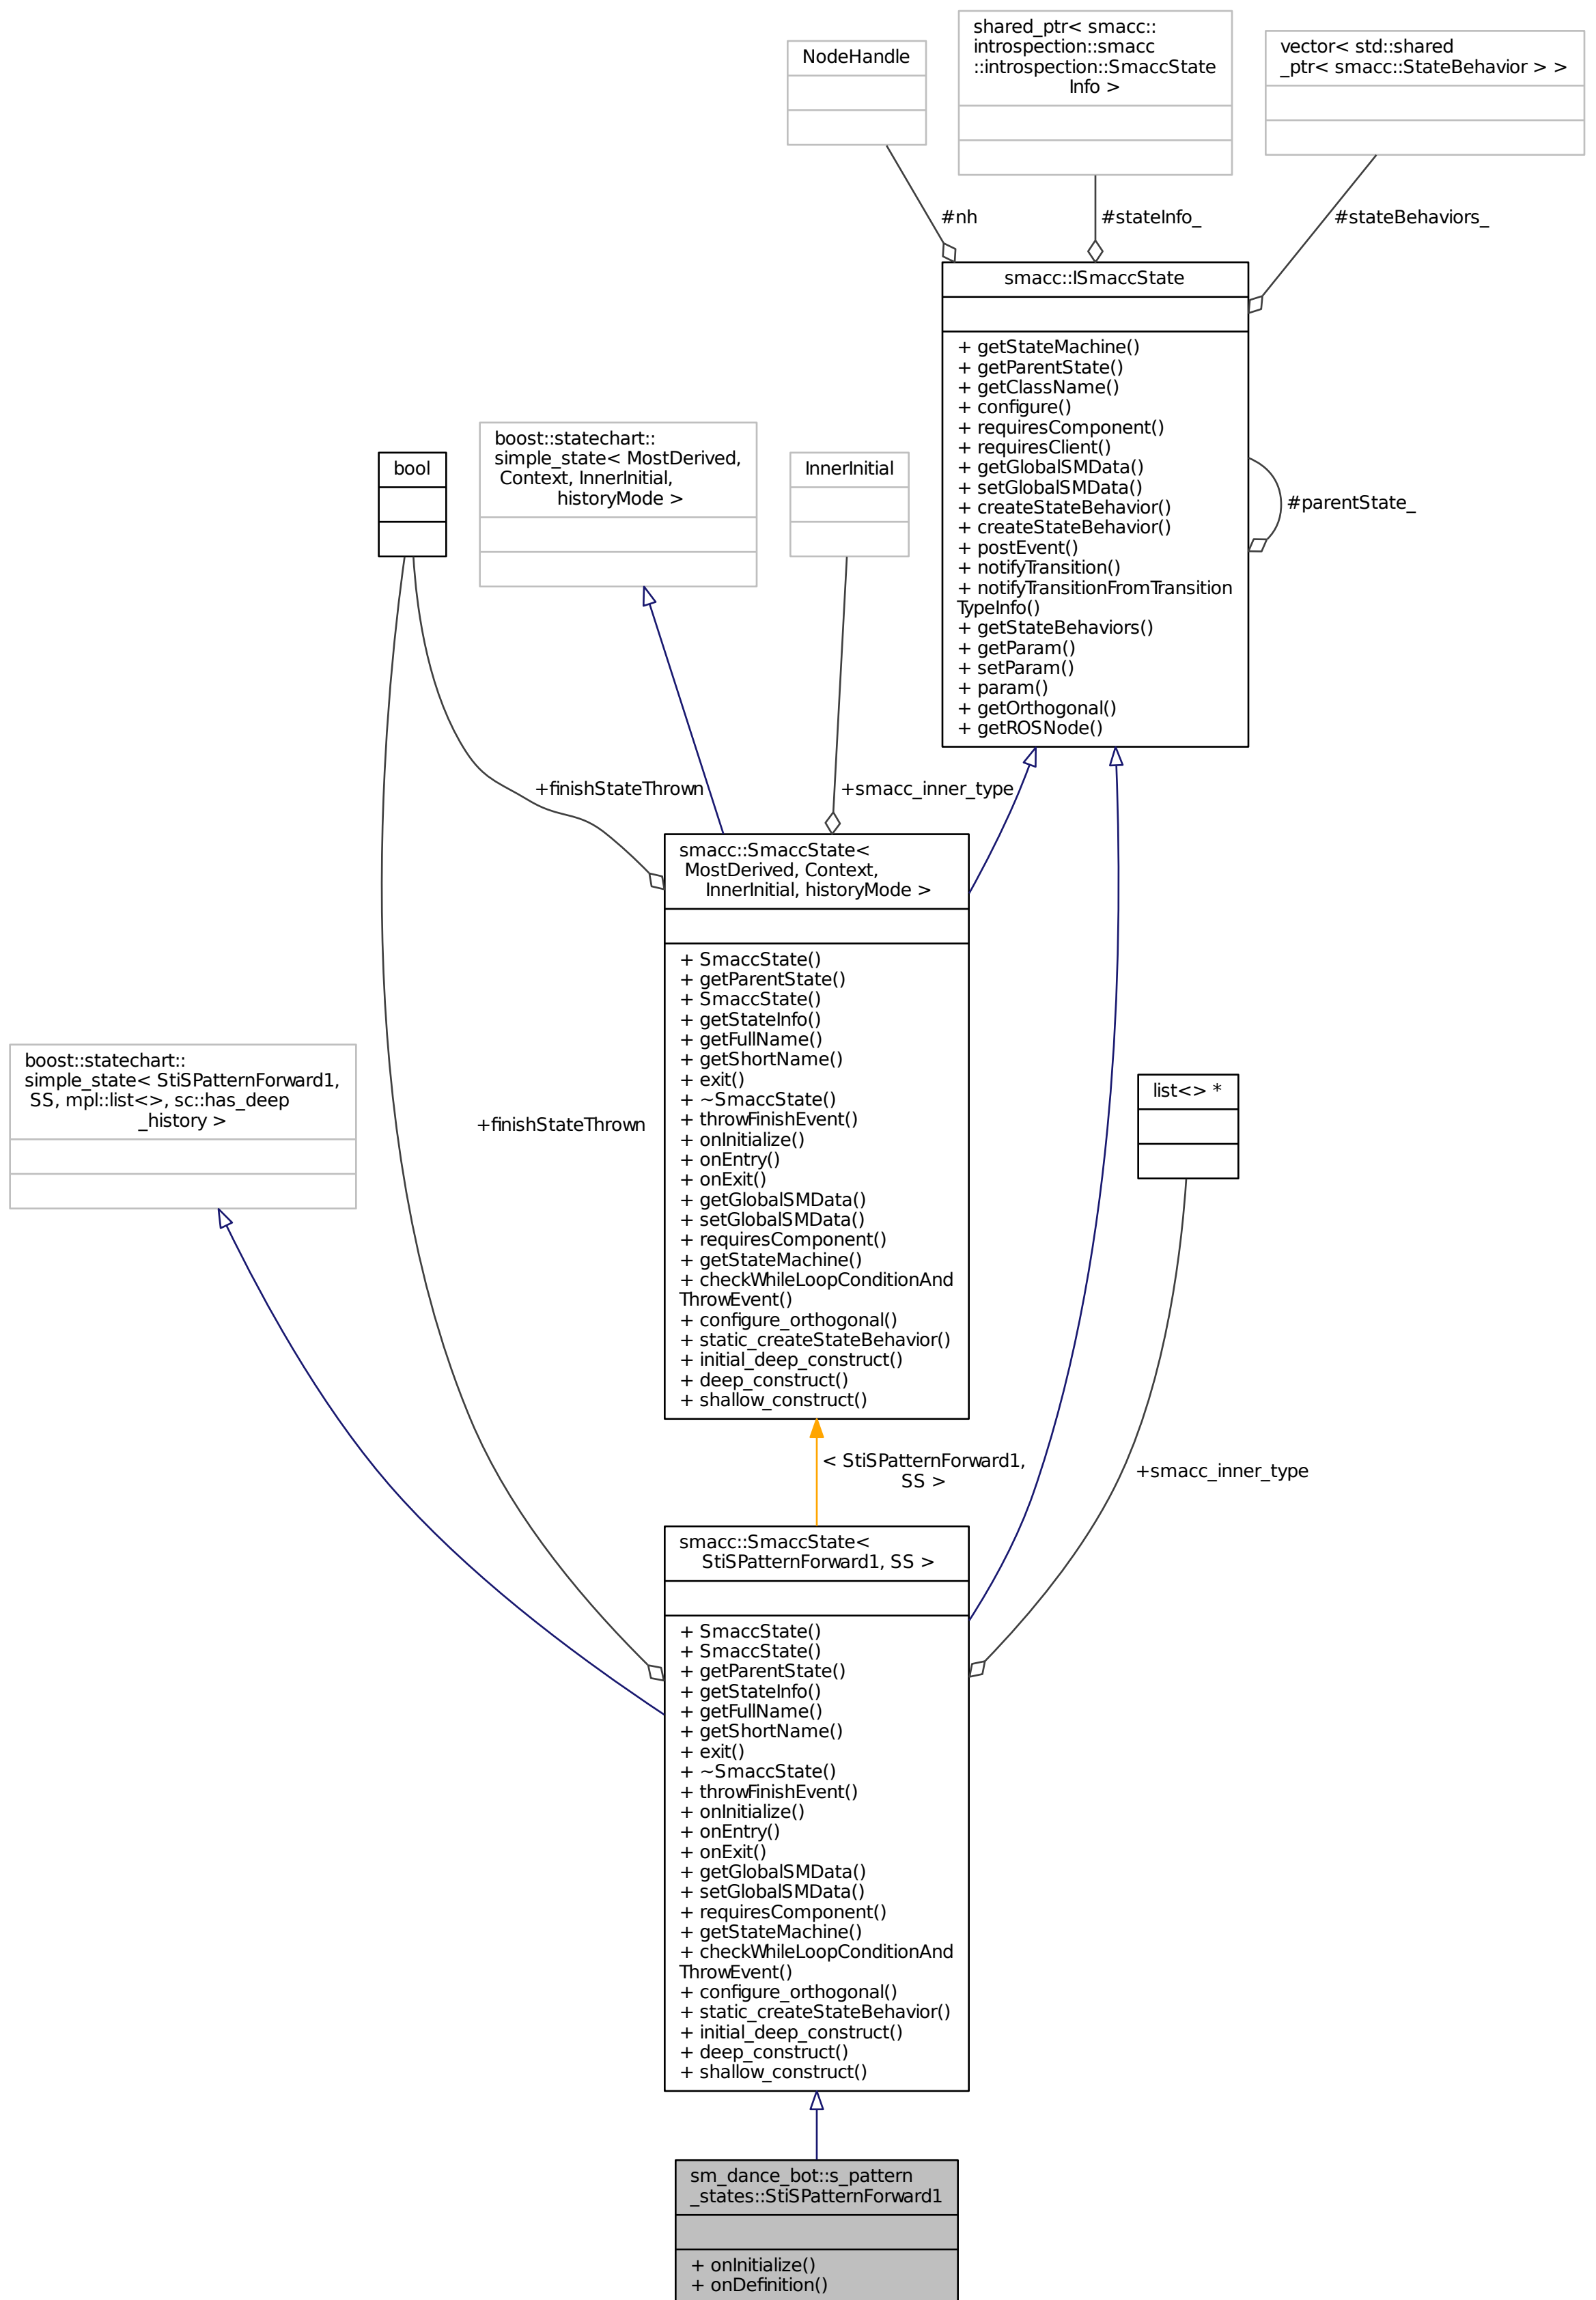 NodeHandle
shared_ptr< smacc::
introspection::smacc
::introspection::SmaccState
Info >
vector< std::shared
_ptr< smacc::StateBehavior > >
#nh
#stateInfo_
#stateBehaviors_
smacc::ISmaccState
+ getStateMachine()
+ getParentState()
+ getClassName()
+ configure()
+ requiresComponent()
+ requiresClient()
+ getGlobalSMData()
+ setGlobalSMData()
+ createStateBehavior()
+ createStateBehavior()
+ postEvent()
+ notifyTransition()
+ notifyTransitionFromTransition
TypeInfo()
+ getStateBehaviors()
+ getParam()
+ setParam()
+ param()
+ getOrthogonal()
+ getROSNode()
#parentState_
bool
boost::statechart::
simple_state< MostDerived,
Context, InnerInitial,
historyMode >
InnerInitial
+finishStateThrown
+smacc_inner_type
smacc::SmaccState<
MostDerived, Context,
InnerInitial, historyMode >
+ SmaccState()
+ getParentState()
+ SmaccState()
+ getStateInfo()
+ getFullName()
+ getShortName()
+ exit()
+ ~SmaccState()
+ throwFinishEvent()
+ onInitialize()
+ onEntry()
+ onExit()
+ getGlobalSMData()
+ setGlobalSMData()
+ requiresComponent()
+ getStateMachine()
+ checkWhileLoopConditionAnd
ThrowEvent()
+ configure_orthogonal()
+ static_createStateBehavior()
+ initial_deep_construct()
+ deep_construct()
+ shallow_construct()
boost::statechart::
simple_state< StiSPatternForward1,
SS, mpl::list<>, sc::has_deep
_history >
+finishStateThrown
list<> *
< StiSPatternForward1,
SS >
+smacc_inner_type
smacc::SmaccState<
StiSPatternForward1, SS >
+ SmaccState()
+ SmaccState()
+ getParentState()
+ getStateInfo()
+ getFullName()
+ getShortName()
+ exit()
+ ~SmaccState()
+ throwFinishEvent()
+ onInitialize()
+ onEntry()
+ onExit()
+ getGlobalSMData()
+ setGlobalSMData()
+ requiresComponent()
+ getStateMachine()
+ checkWhileLoopConditionAnd
ThrowEvent()
+ configure_orthogonal()
+ static_createStateBehavior()
+ initial_deep_construct()
+ deep_construct()
+ shallow_construct()
sm_dance_bot::s_pattern
_states::StiSPatternForward1
+ onInitialize()
+ onDefinition()